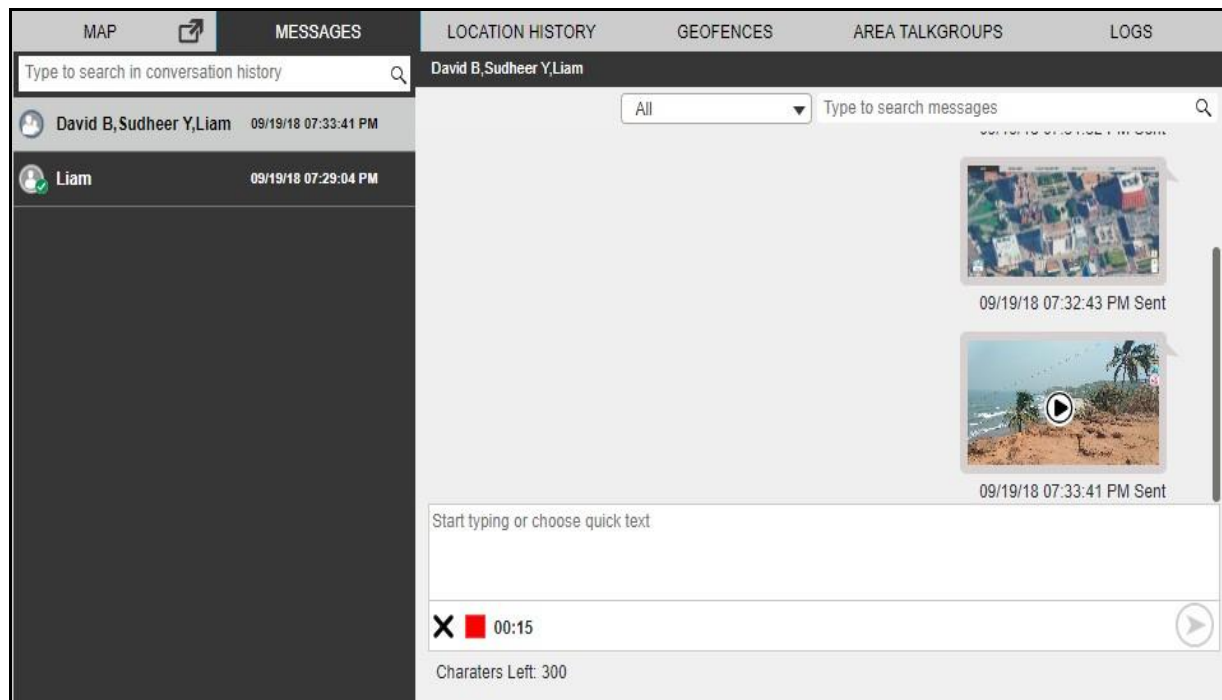 MAP MESSAGES LOCATION HISTORY GEOFENCES AREA TALKGROUPS LOGS
Type to search in conversation history
David B,Sudheer Y,Liam 09/19/18 07:33:41 PM
Liam 09/19/18 07:29:04 PM
David B,Sudheer Y,Liam
All
Type to search messages
09/19/18 07:32:43 PM Sent
09/19/18 07:33:41 PM Sent
Start typing or choose quick text
00:15
Charaters Left: 300